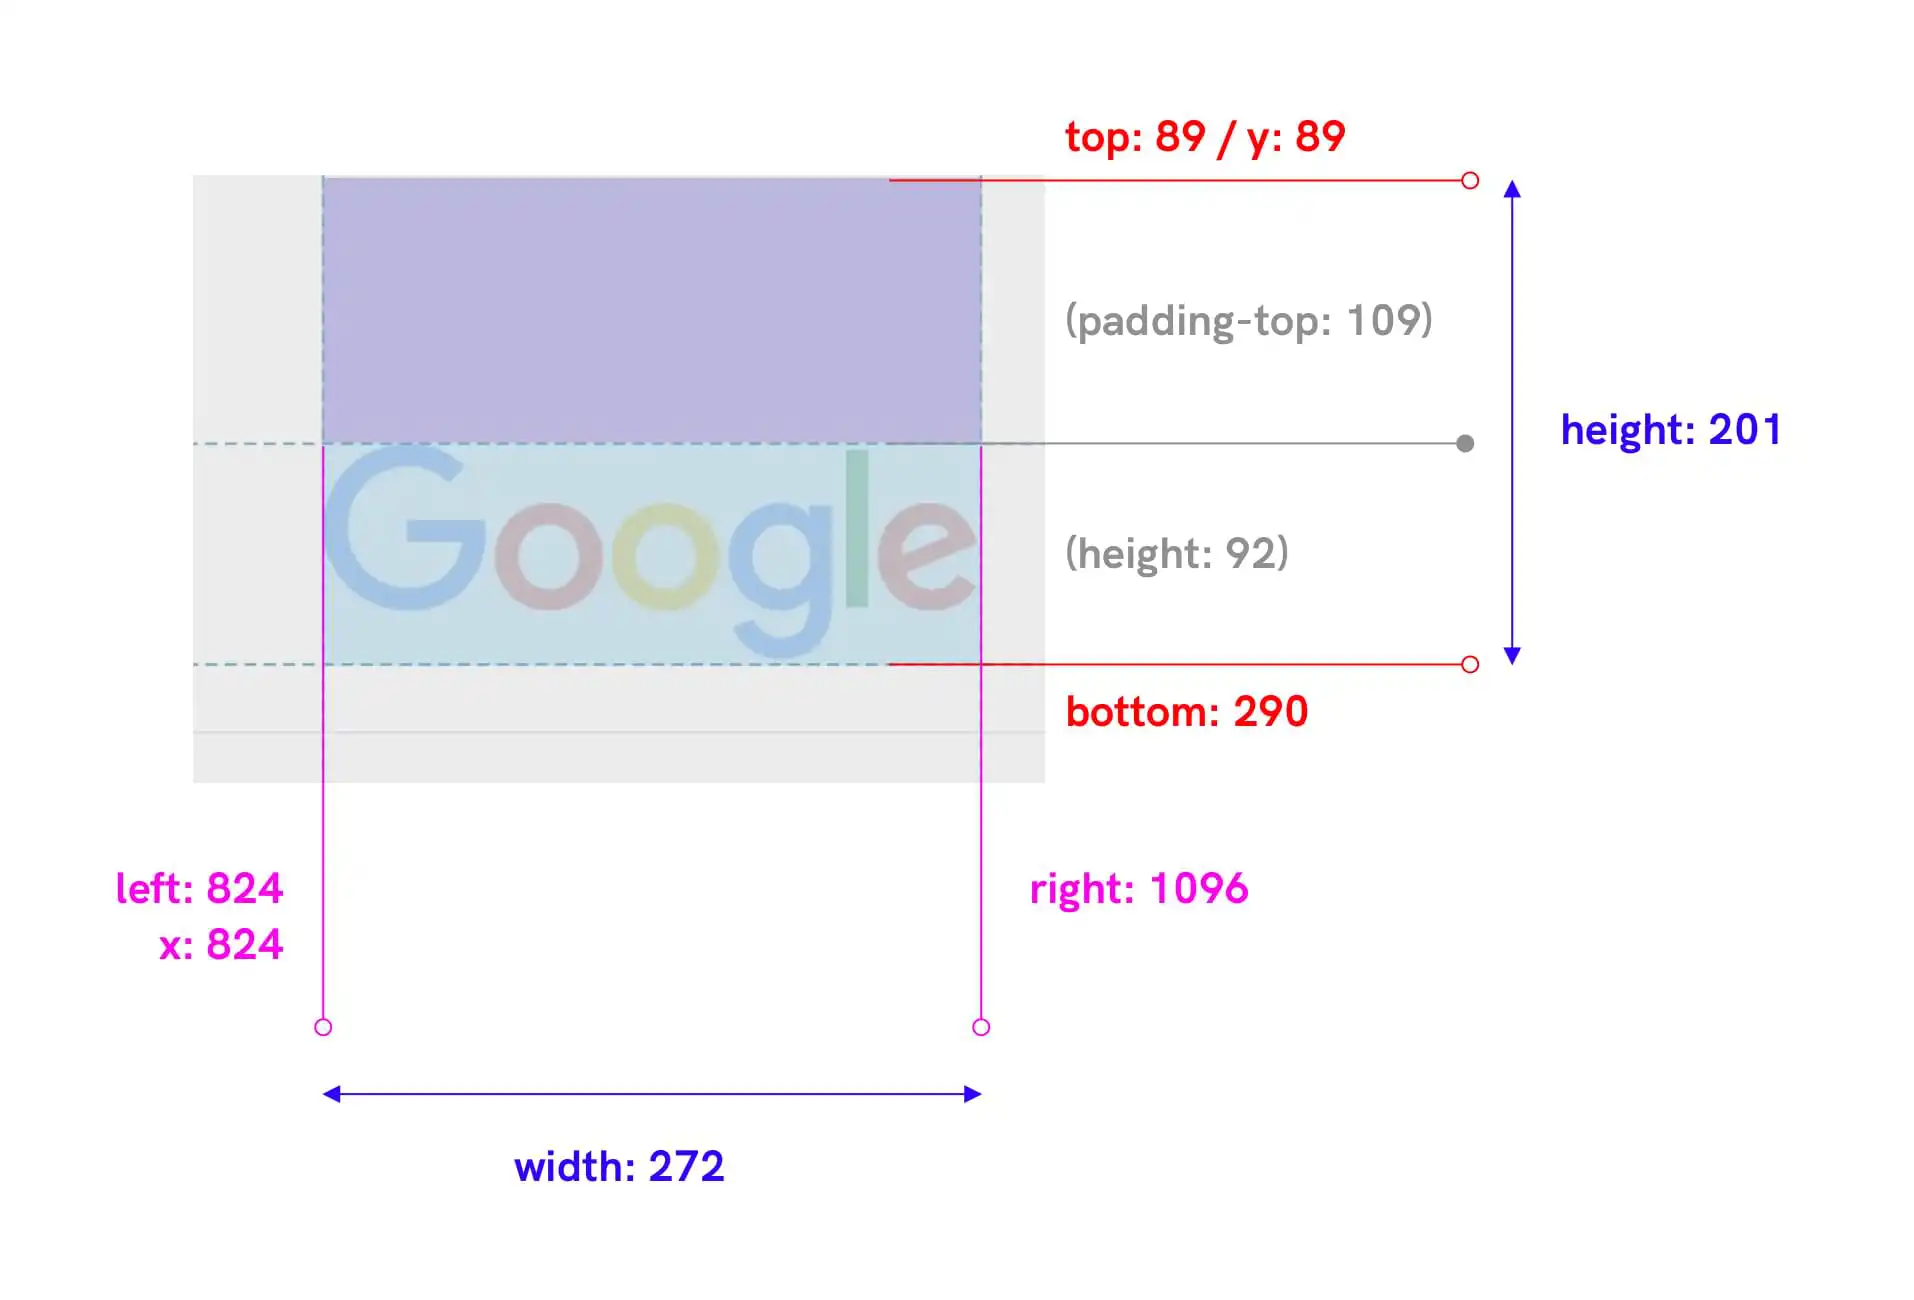 top: 89 / y: 89
(padding-top: 109)
height: 201
Google
(height: 92)
bottom: 290
left: 824
x: 824
right: 1096
width: 272